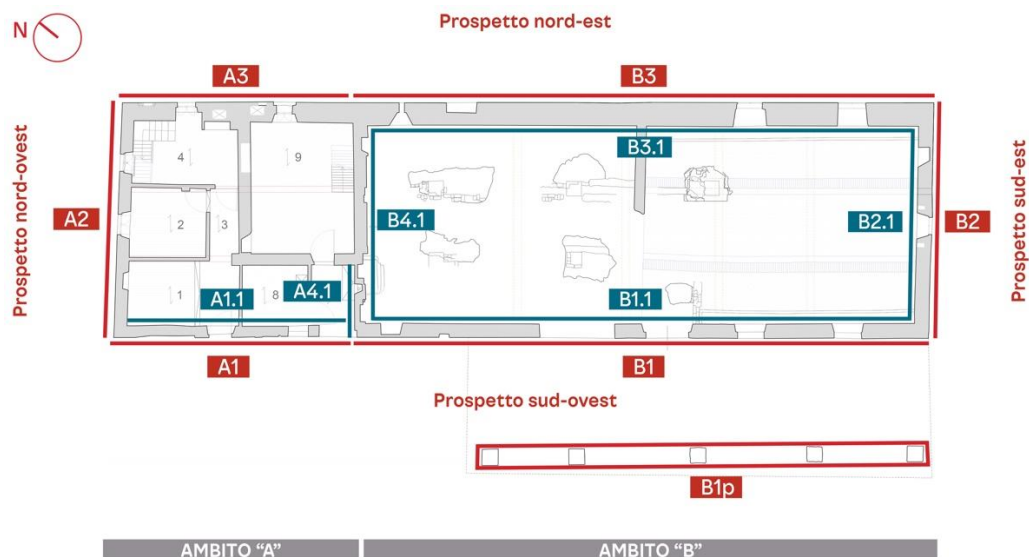 N
Prospetto nord-est
A3
B3
Prospetto nord-ovest
A2
4
9
2
3
1
8
A1.1
A4.1
B3.1
B4.1
B2.1
B1.1
B2
Prospetto sud-est
A1
B1
Prospetto sud-ovest
B1p
AMBITO "A"
AMBITO "B"